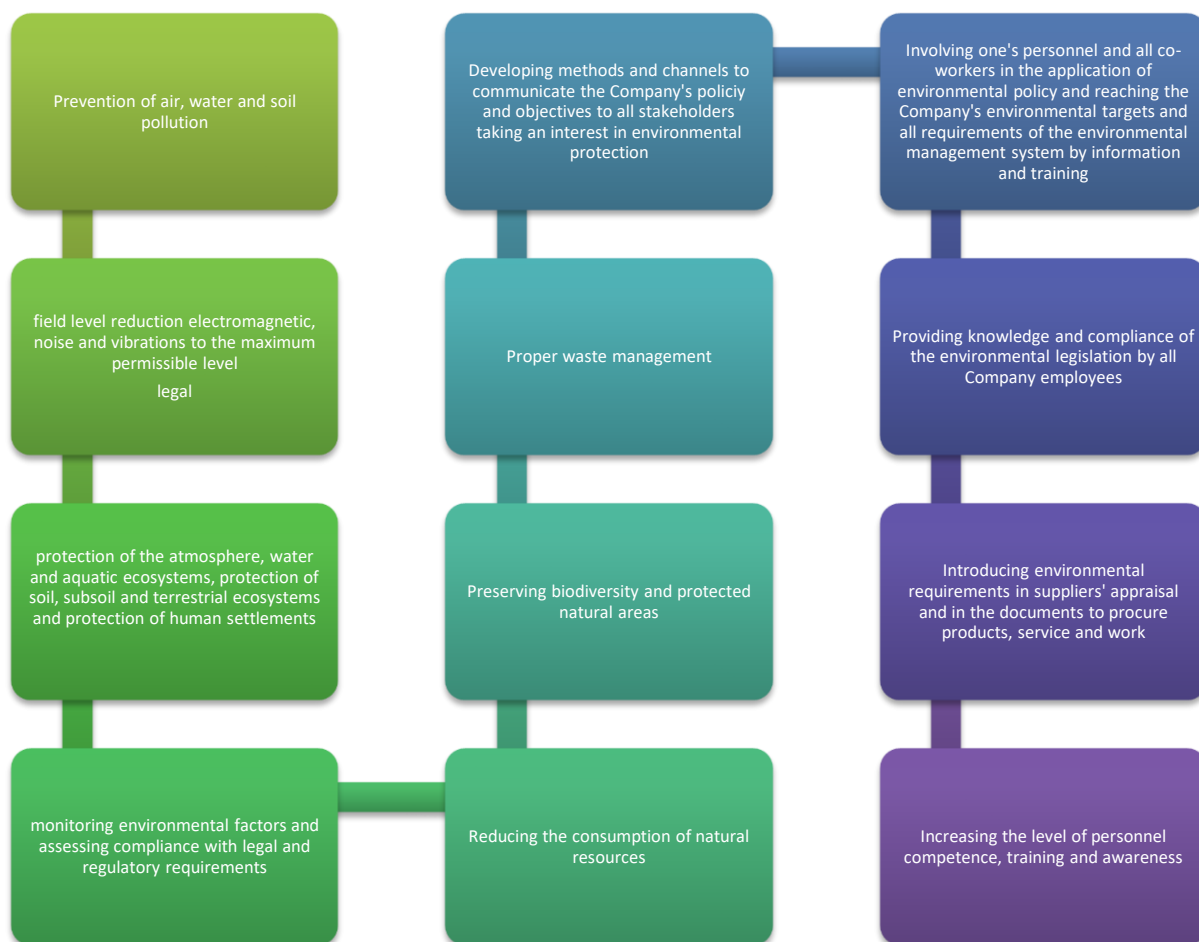 Prevention of air, water and soil
pollution
field level reduction electromagnetic,
noise and vibrations to the maximum
permissible level
legal
protection of the atmosphere, water
and aquatic ecosystems, protection of
soil, subsoil and terrestrial ecosystems
and protection of human settlements
monitoring environmental factors and
assessing compliance with legal and
regulatory requirements
Reducing the consumption of natural
resources
Preserving biodiversity and protected
natural areas
Proper waste management
Developing methods and channels to
communicate the Company's policiy
and objectives to all stakeholders
taking an interest in environmental
protection
Involving one's personnel and all co-
workers in the application of
environmental policy and reaching the
Company's environmental targets and
all requirements of the environmental
management system by information
and training
Providing knowledge and compliance of
the environmental legislation by all
Company employees
Introducing environmental
requirements in suppliers' appraisal
and in the documents to procure
products, service and work
Increasing the level of personnel
competence, training and awareness